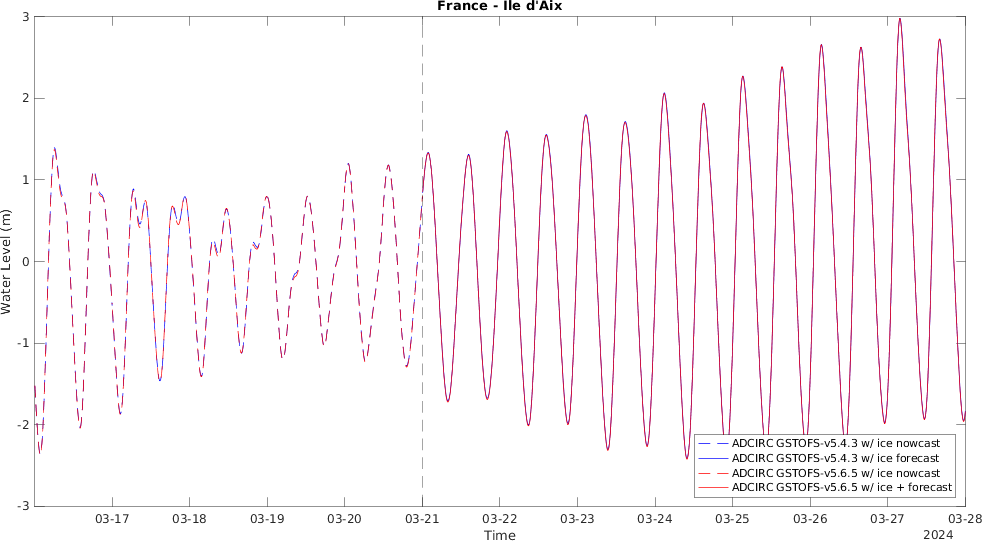 France - Ile d'Aix
Water Level (m)
3
2
1
0
-1
-2
-3
ADCIRC GSTOFS-v5.4.3 w/ ice nowcast
ADCIRC GSTOFS-v5.4.3 w/ ice forecast
ADCIRC GSTOFS-v5.6.5 w/ ice nowcast
ADCIRC GSTOFS-v5.6.5 w/ ice + forecast
03-17 03-18 03-19 03-20 03-21 03-22 03-23 03-24 03-25 03-26 03-27 03-28
Time
2024